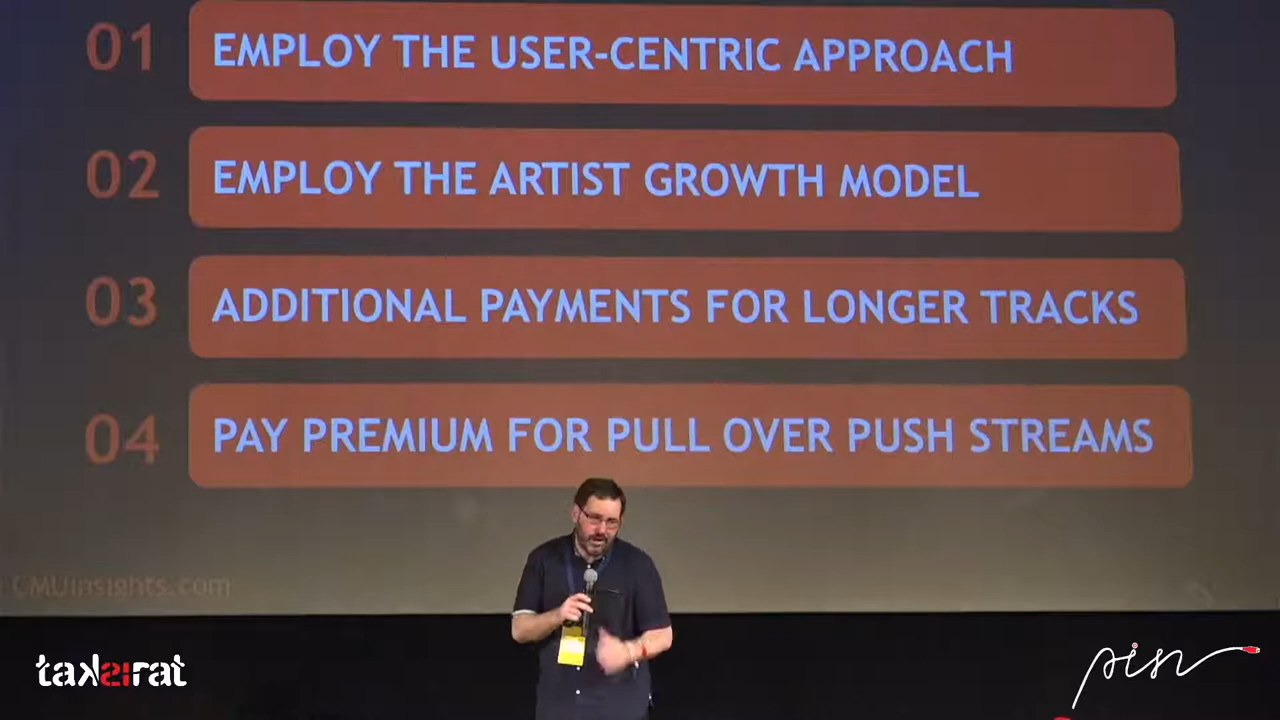 01 EMPLOY THE USER-CENTRIC APPROACH
02 EMPLOY THE ARTIST GROWTH MODEL
03 ADDITIONAL PAYMENTS FOR LONGER TRACKS
04 PAY PREMIUM FOR PULL OVER PUSH STREAMS
CMUinsights.com
taksirat
pin